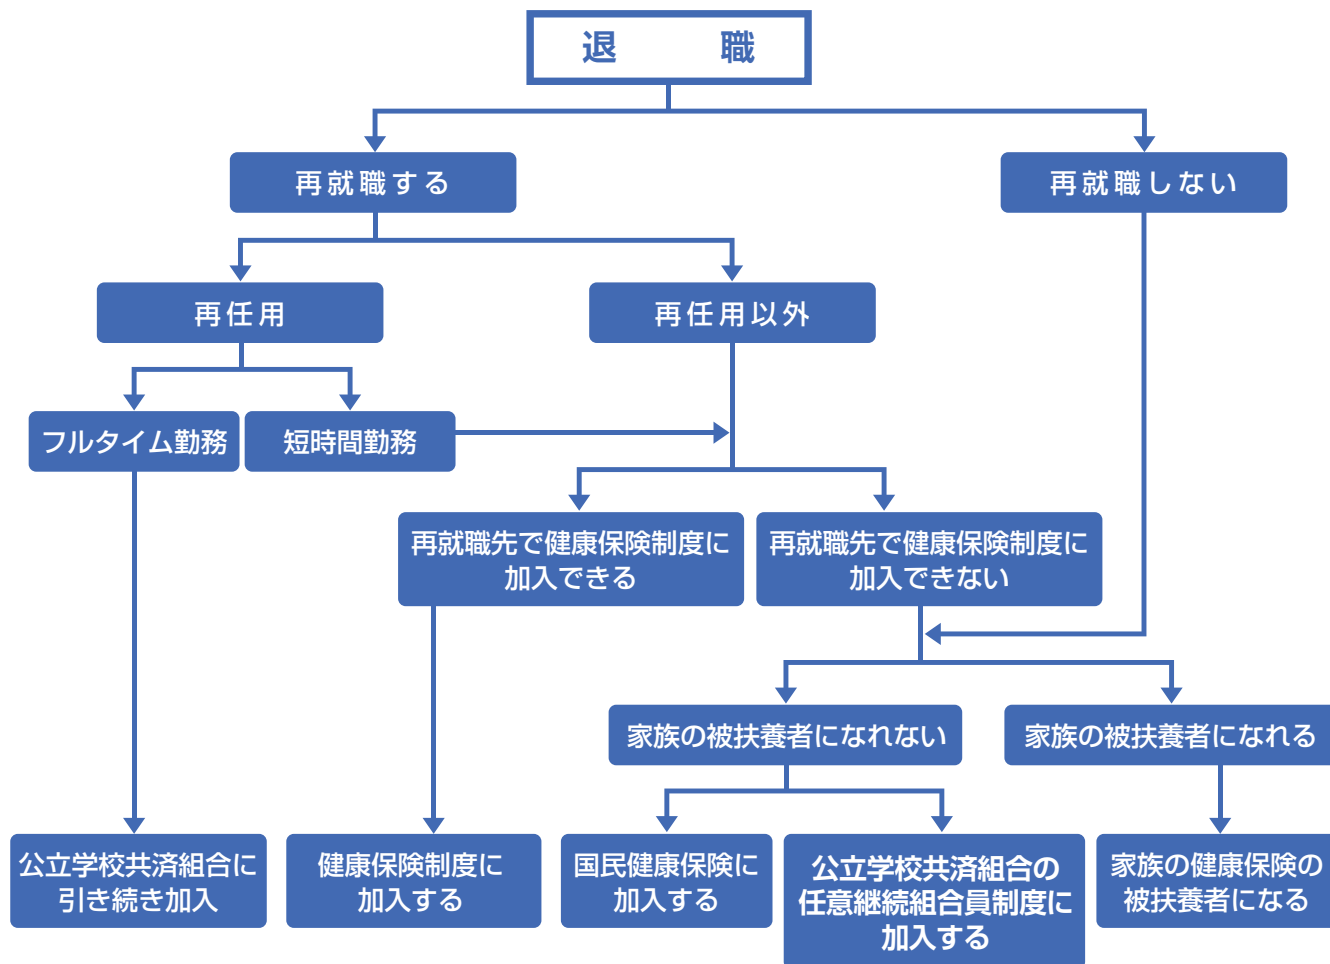 退　職
再就職する
再就職しない
再任用
再任用以外
フルタイム勤務
短時間勤務
再就職先で健康保険制度に
加入できる
再就職先で健康保険制度に
加入できない
家族の被扶養者になれない
家族の被扶養者になれる
公立学校共済組合に
引き続き加入
健康保険制度に
加入する
国民健康保険に
加入する
公立学校共済組合の
任意継続組合員制度に
加入する
家族の健康保険の
被扶養者になる